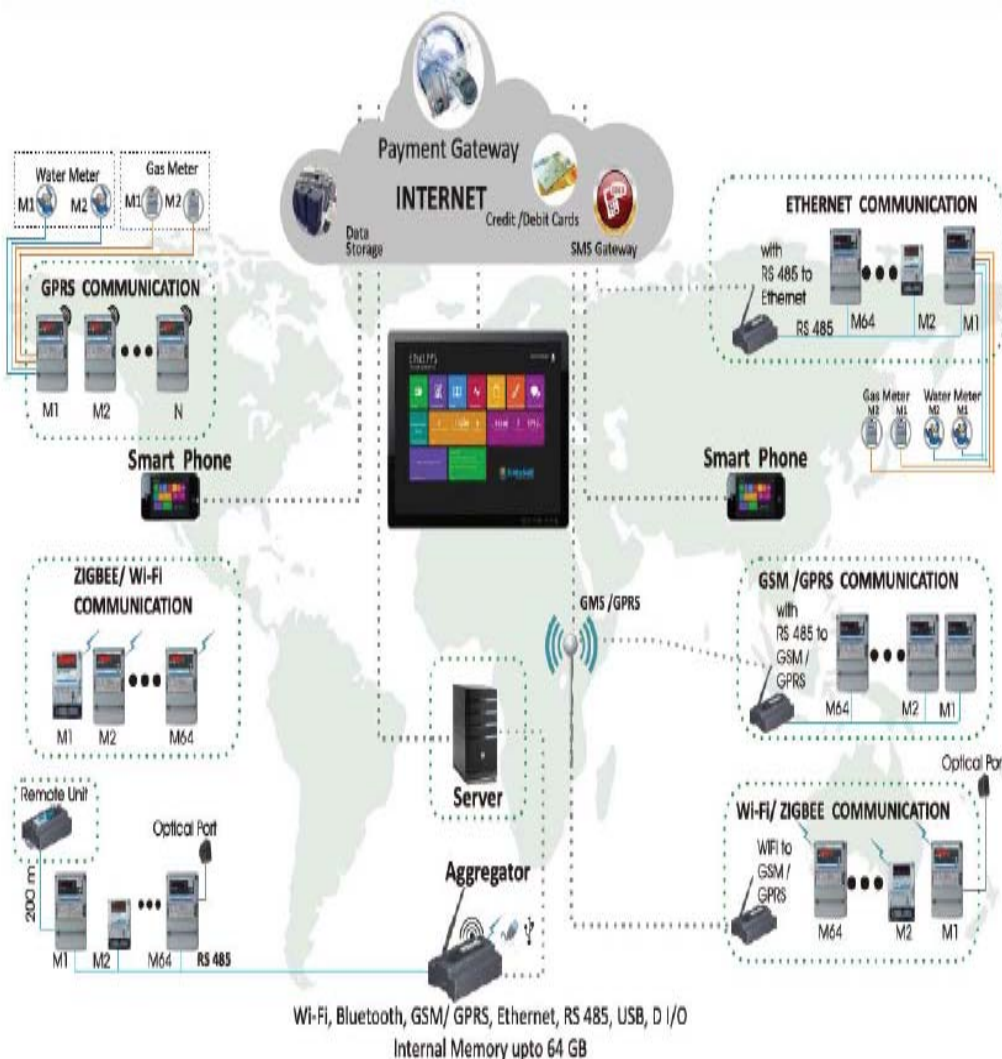 Payment Gateway
INTERNET
Credit /Debit Cards
Data
Storage
SMS Gateway
Water Meter
M1 M2
Gas Meter
M1 M2
GPRS COMMUNICATION
M1 M2 N
Smart Phone
ETHERNET COMMUNICATION
with
RS 485 to
Ethernet
RS 485
M64 M2 M1
Gas Meter
M2 M1
Water Meter
M2 M1
Smart Phone
ZIGBEE/ Wi-Fi
COMMUNICATION
M1 M2 M64
GMS /GPRS
GSM /GPRS COMMUNICATION
with
RS 485 to
GSM /
GPRS
M64 M2 M1
Server
Remote Unit
Optical Port
200 m
M1 M2 M64 RS 485
Aggregator
Optical Port
Wi-Fi/ ZIGBEE COMMUNICATION
WIFI to
GSM /
GPRS
M64 M2 M1
Wi-Fi, Bluetooth, GSM/ GPRS, Ethernet, RS 485, USB, D I/O
Internal Memory upto 64 GB